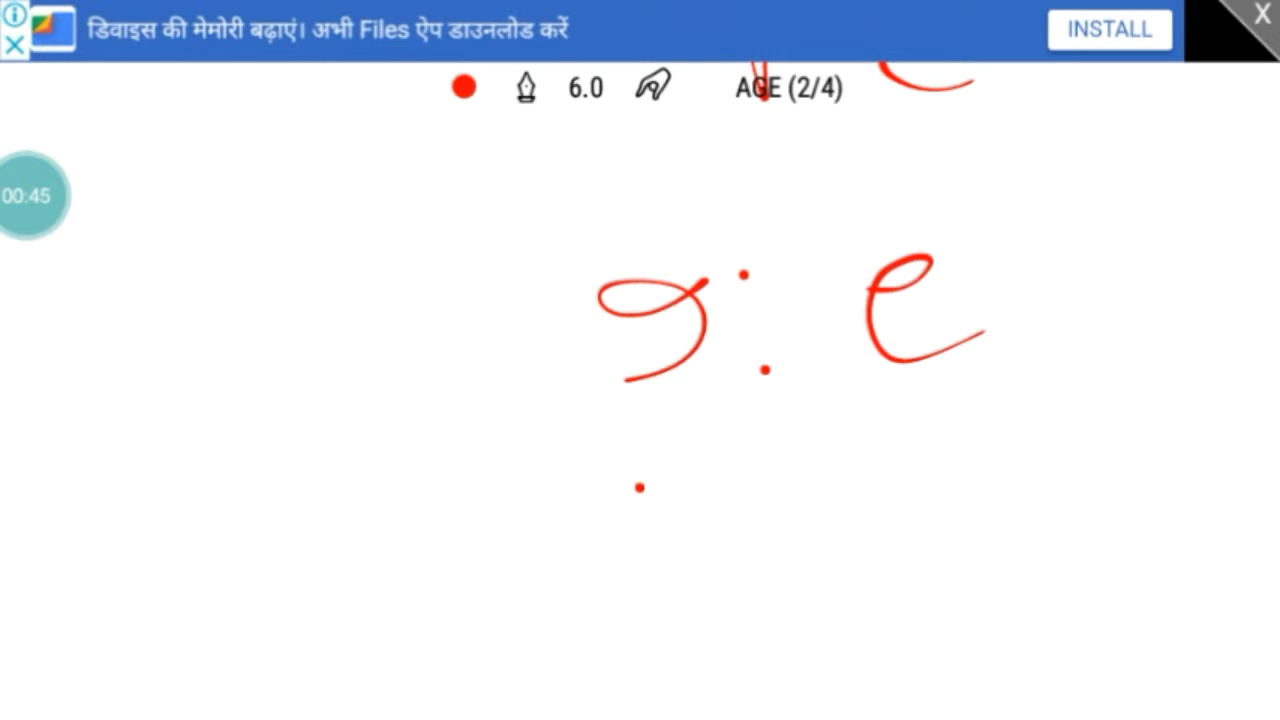 डिवाइस की मेमोरी बढ़ाएं। अभी Files ऐप डाउनलोड करें INSTALL X
6.0 AGE (2/4)
00:45
9 : e